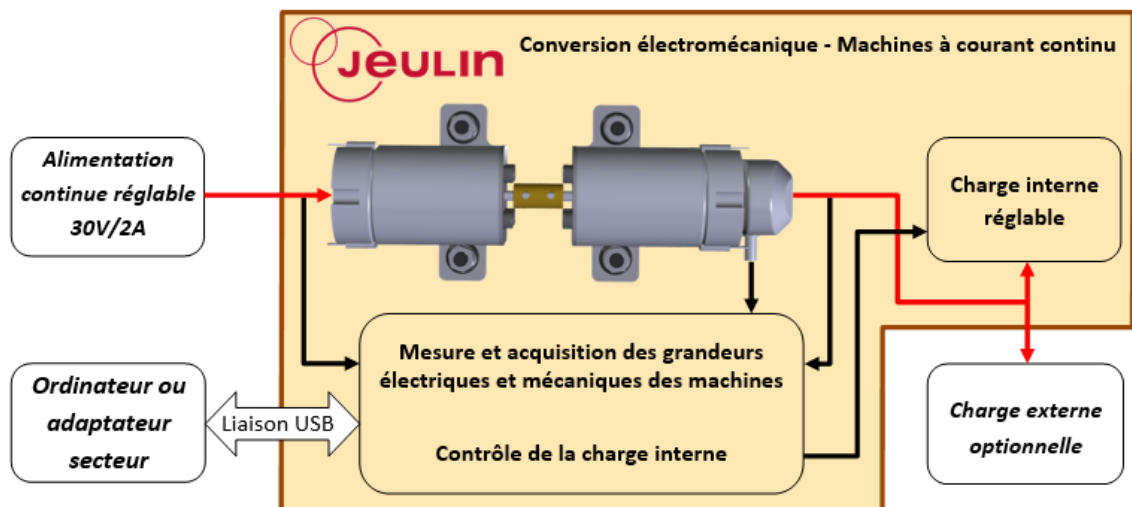 JEULIN
Conversion électromécanique - Machines à courant continu
Alimentation
continue réglable
30V/2A
Charge interne
réglable
Mesure et acquisition des grandeurs
électriques et mécaniques des machines
Ordinateur ou
adaptateur
secteur
Liaison USB
Contrôle de la charge interne
Charge externe
optionnelle